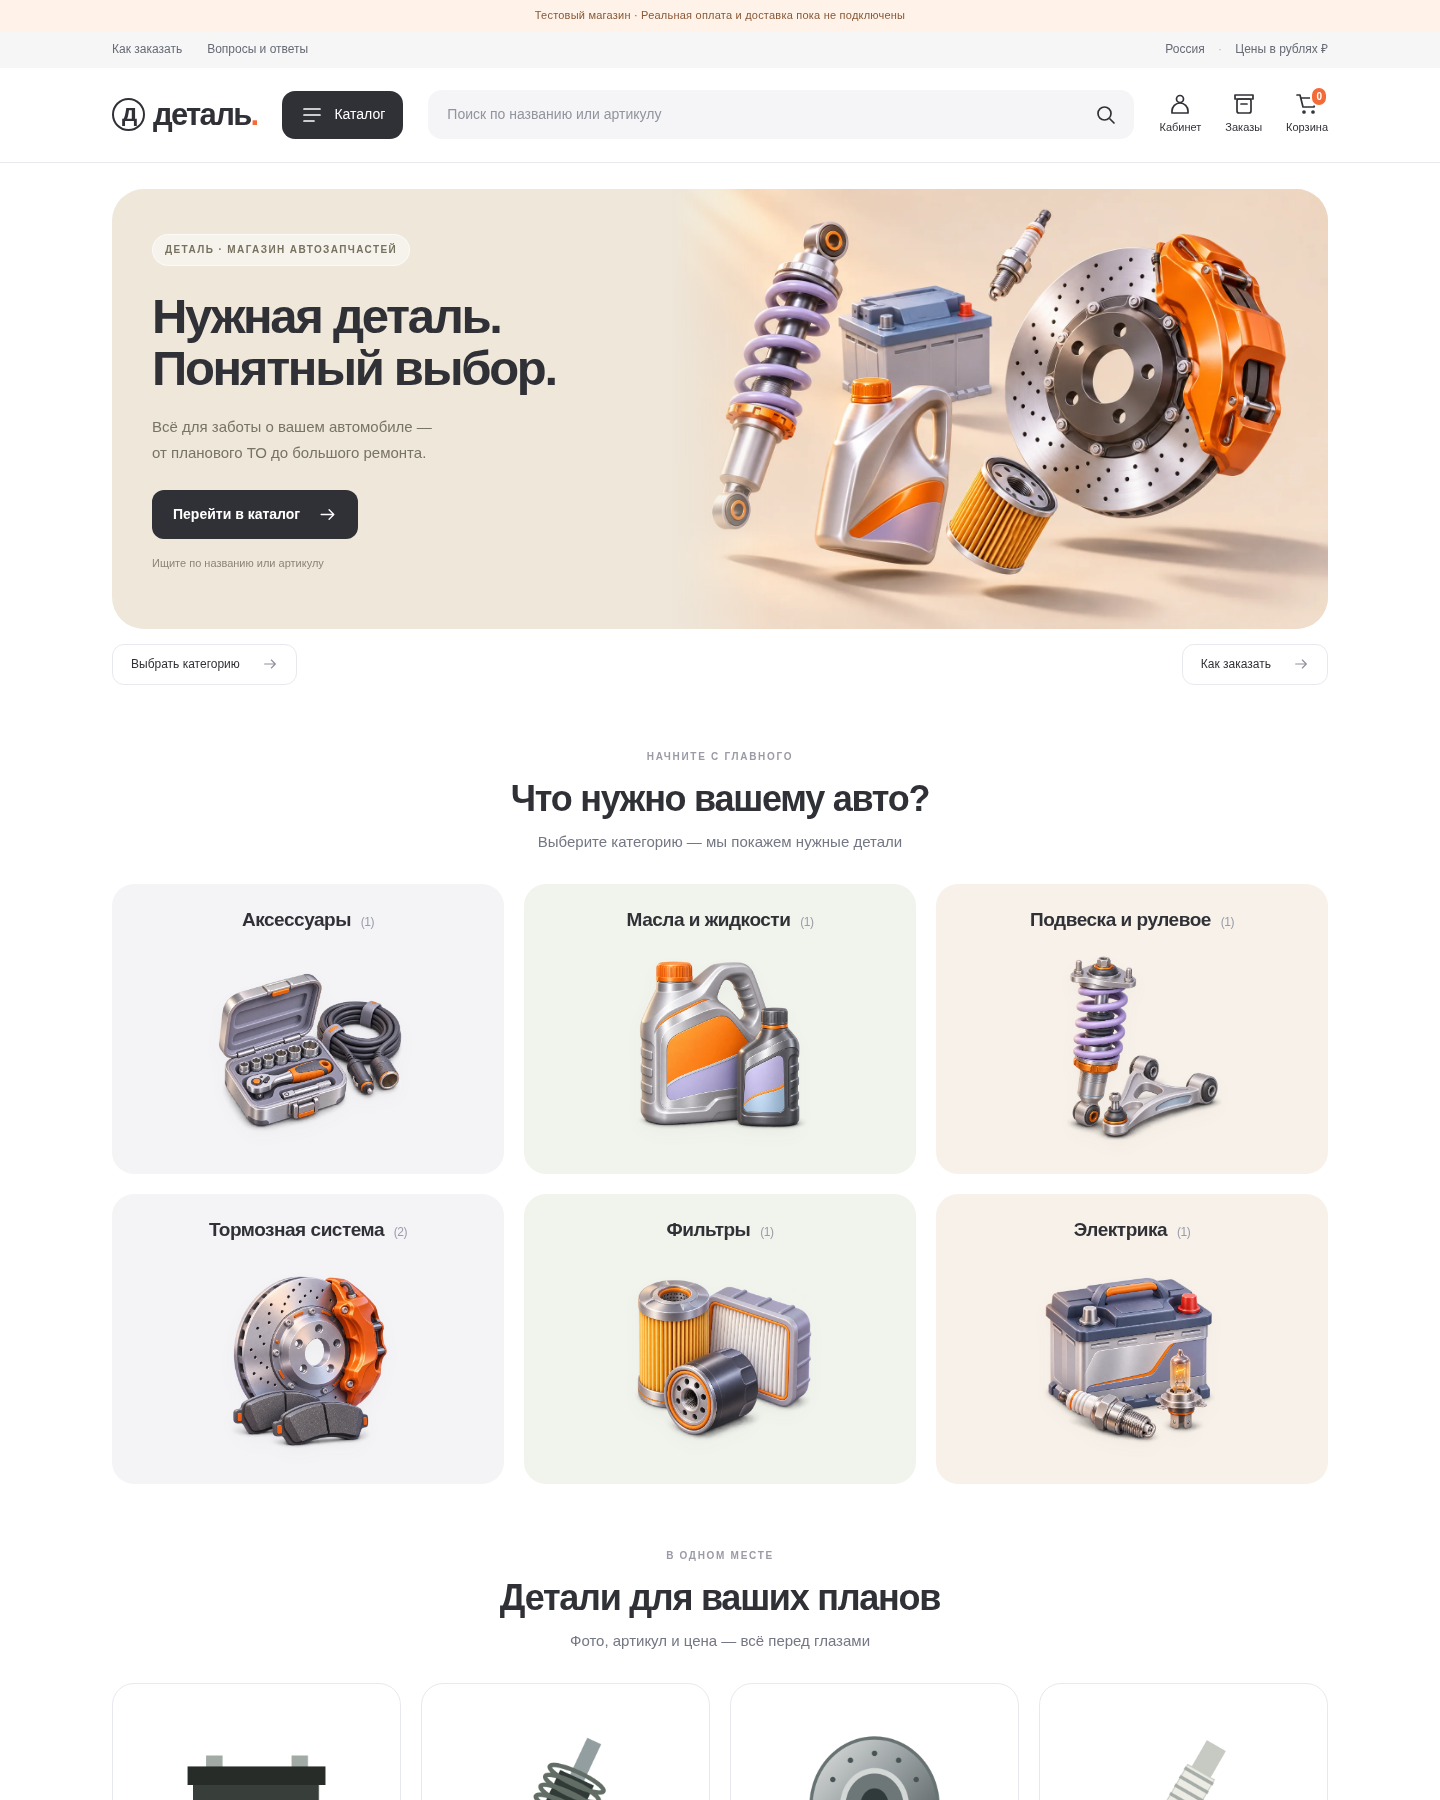 Тестовый магазин · Реальная оплата и доставка пока не подключены
Как заказать
Вопросы и ответы
Россия · Цены в рублях ₽
д деталь.
Каталог
Поиск по названию или артикулу
Кабинет
Заказы
0
Корзина
ДЕТАЛЬ · МАГАЗИН АВТОЗАПЧАСТЕЙ
Нужная деталь.
Понятный выбор.
Всё для заботы о вашем автомобиле —
от планового ТО до большого ремонта.
Перейти в каталог
Ищите по названию или артикулу
Выбрать категорию
Как заказать
НАЧНИТЕ С ГЛАВНОГО
Что нужно вашему авто?
Выберите категорию — мы покажем нужные детали
Аксессуары (1)
Масла и жидкости (1)
Подвеска и рулевое (1)
Тормозная система (2)
Фильтры (1)
Электрика (1)
В ОДНОМ МЕСТЕ
Детали для ваших планов
Фото, артикул и цена — всё перед глазами